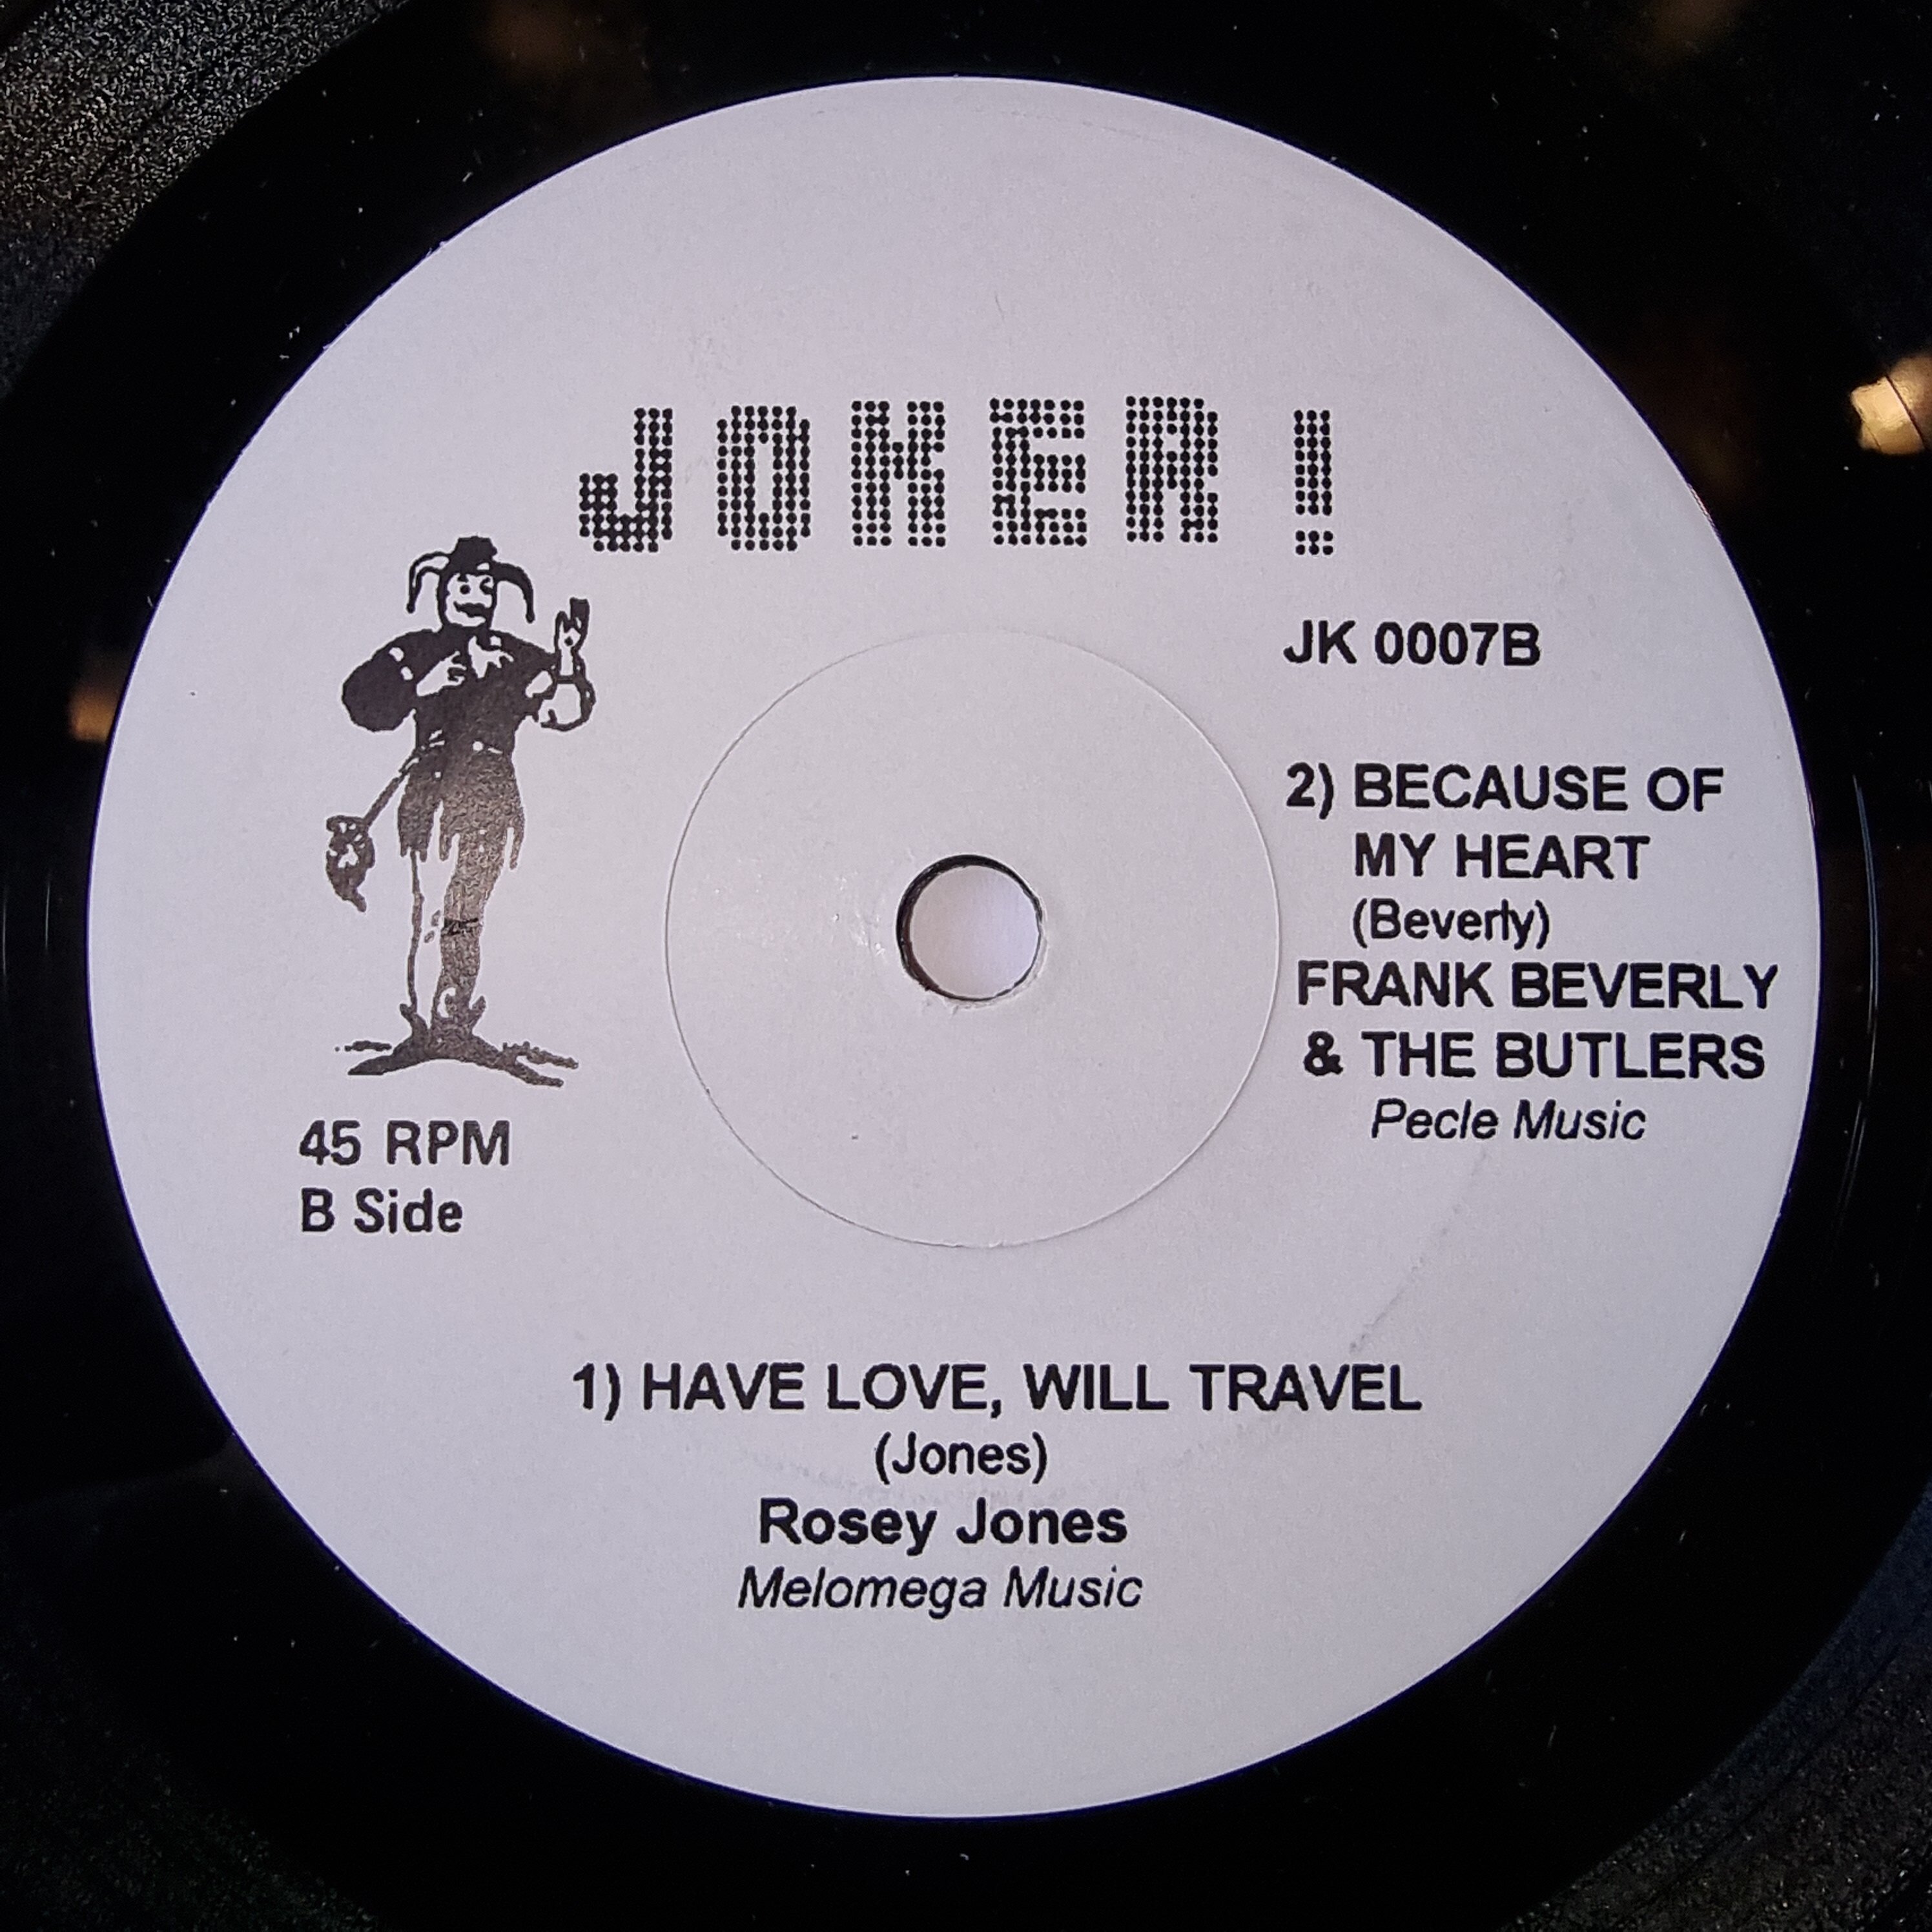 JOKER!
JK 0007B
2) BECAUSE OF
MY HEART
(Beverly)
FRANK BEVERLY
& THE BUTLERS
Pecle Music
45 RPM
B Side
1) HAVE LOVE, WILL TRAVEL
(Jones)
Rosey Jones
Melomega Music